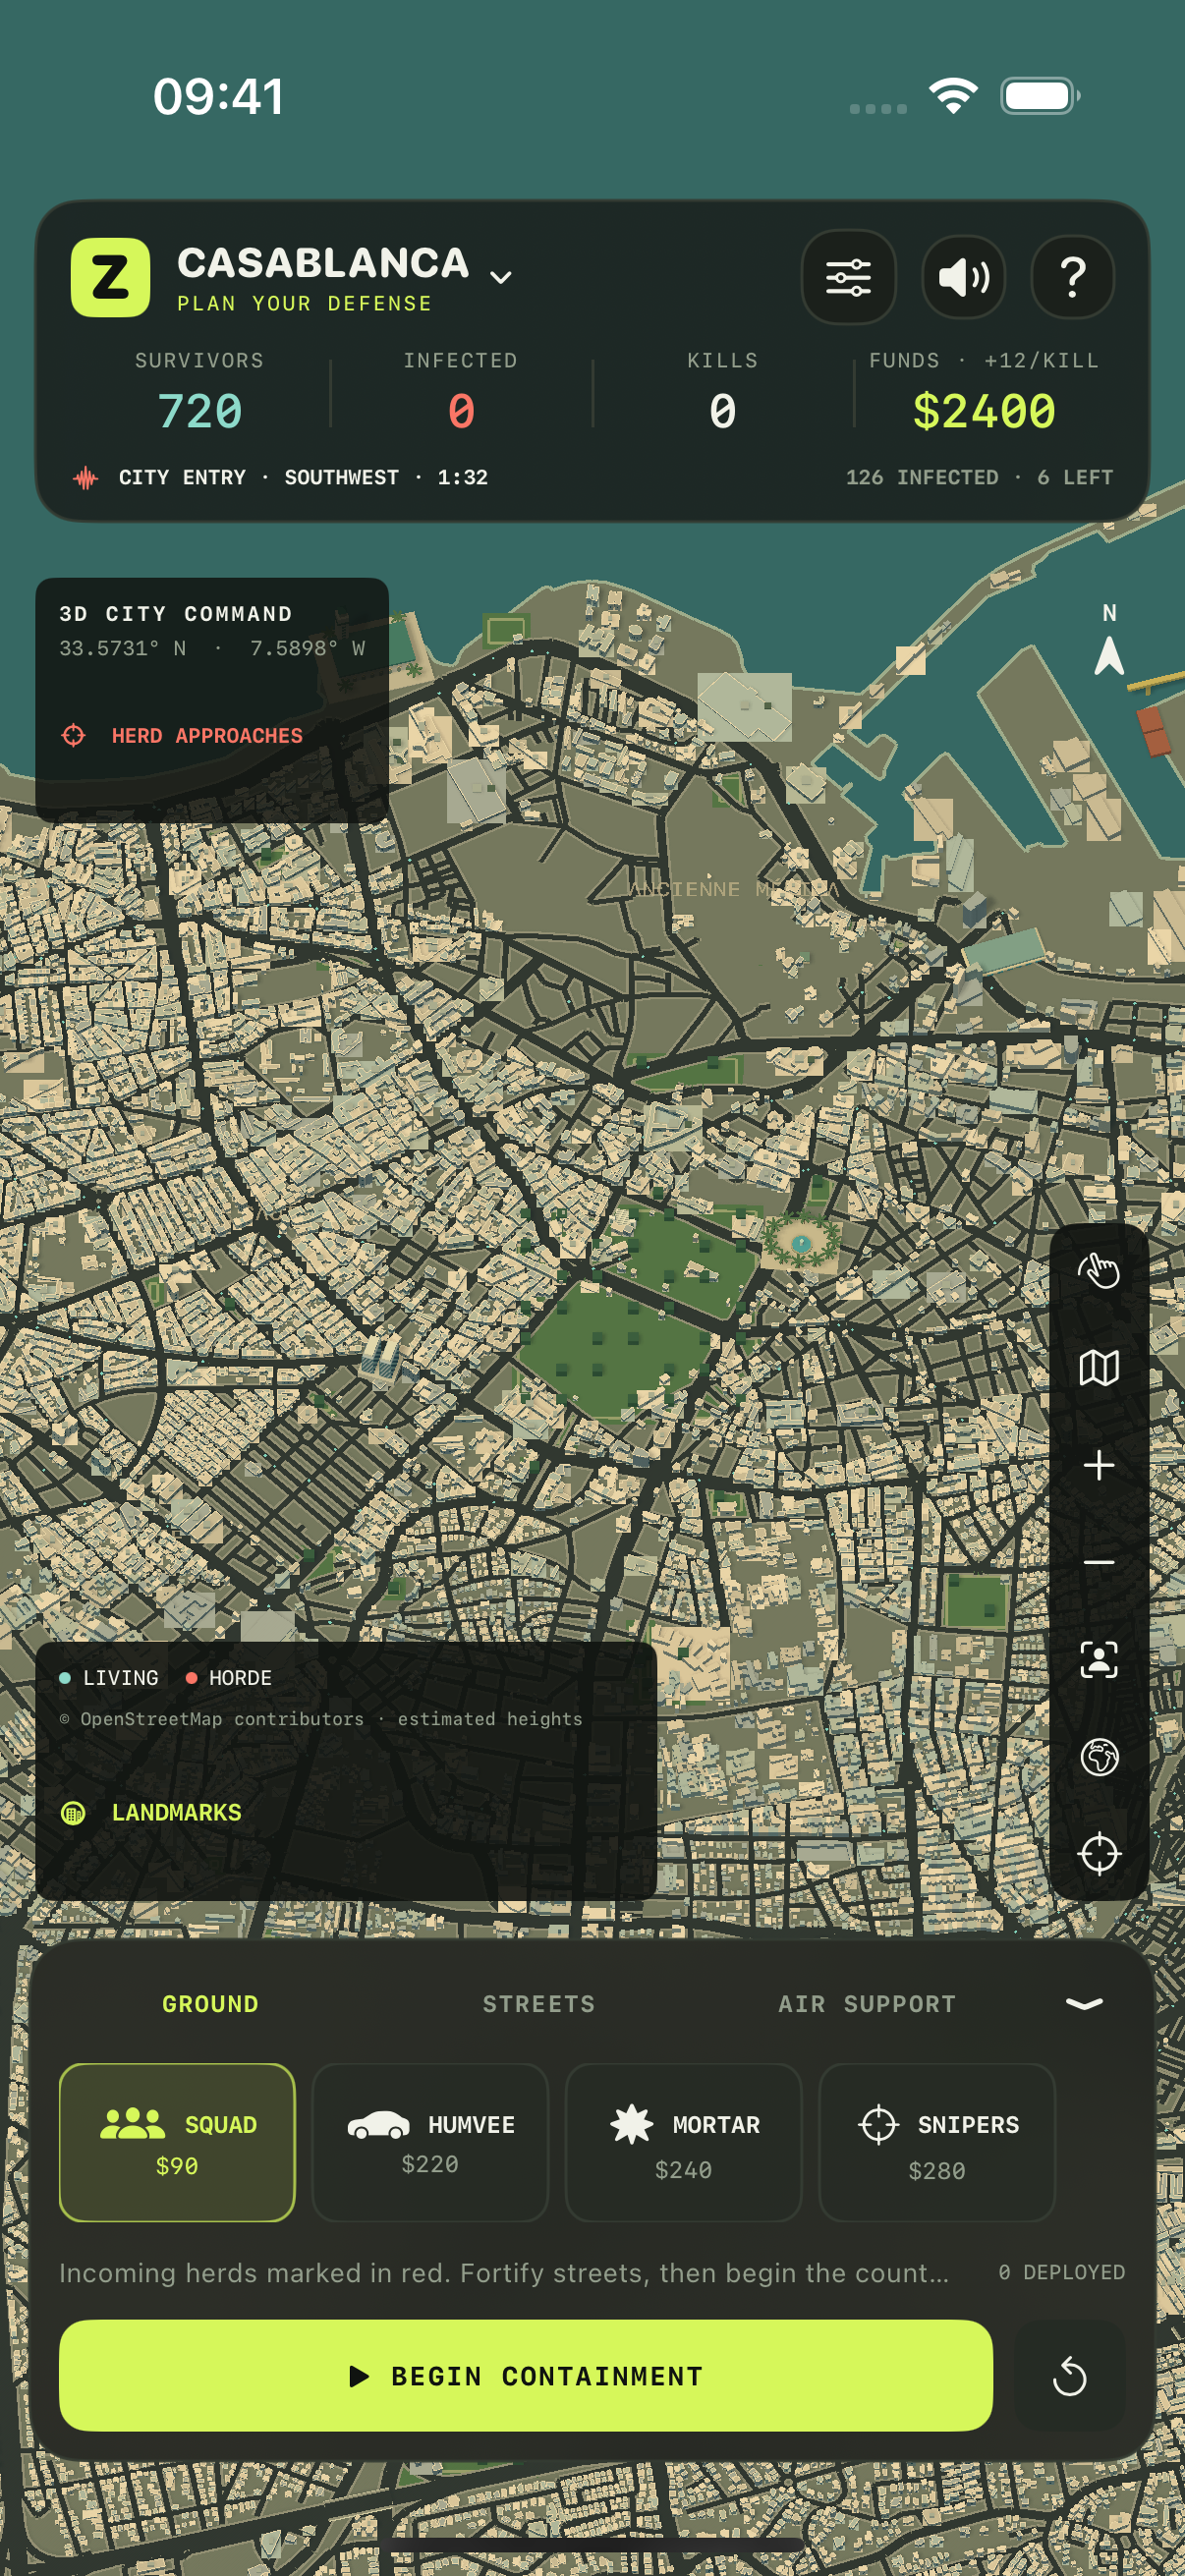 09:41
Z
CASABLANCA
PLAN YOUR DEFENSE
?
SURVIVORS
720
INFECTED
0
KILLS
0
FUNDS · +12/KILL
$2400
CITY ENTRY · SOUTHWEST · 1:32
126 INFECTED · 6 LEFT
3D CITY COMMAND
33.5731° N · 7.5898° W
HERD APPROACHES
N
ANCIENNE MÉDINA
LIVING HORDE
© OpenStreetMap contributors · estimated heights
LANDMARKS
GROUND
STREETS
AIR SUPPORT
SQUAD
$90
HUMVEE
$220
MORTAR
$240
SNIPERS
$280
Incoming herds marked in red. Fortify streets, then begin the count…
0 DEPLOYED
BEGIN CONTAINMENT